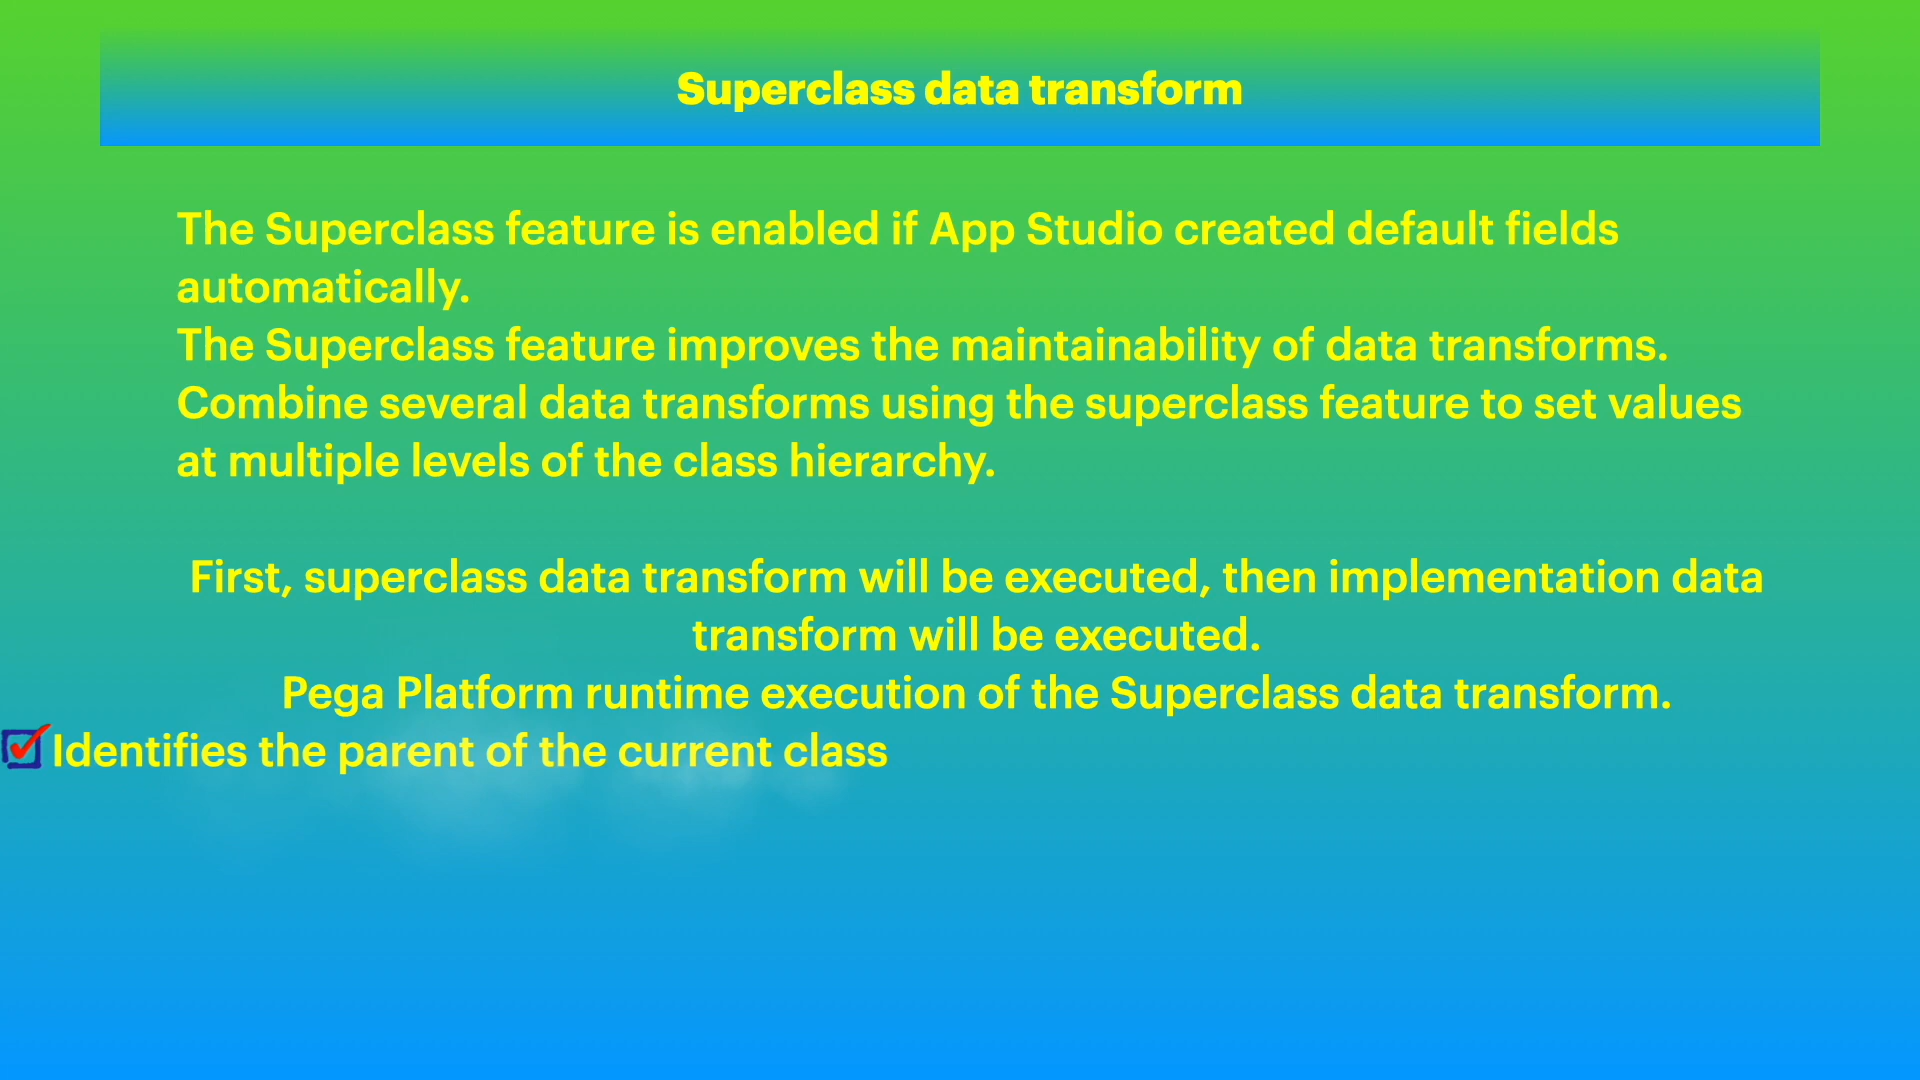 Superclass data transform
The Superclass feature is enabled if App Studio created default fields
automatically.
The Superclass feature improves the maintainability of data transforms.
Combine several data transforms using the superclass feature to set values
at multiple levels of the class hierarchy.
First, superclass data transform will be executed, then implementation data
transform will be executed.
Pega Platform runtime execution of the Superclass data transform.
Identifies the parent of the current class